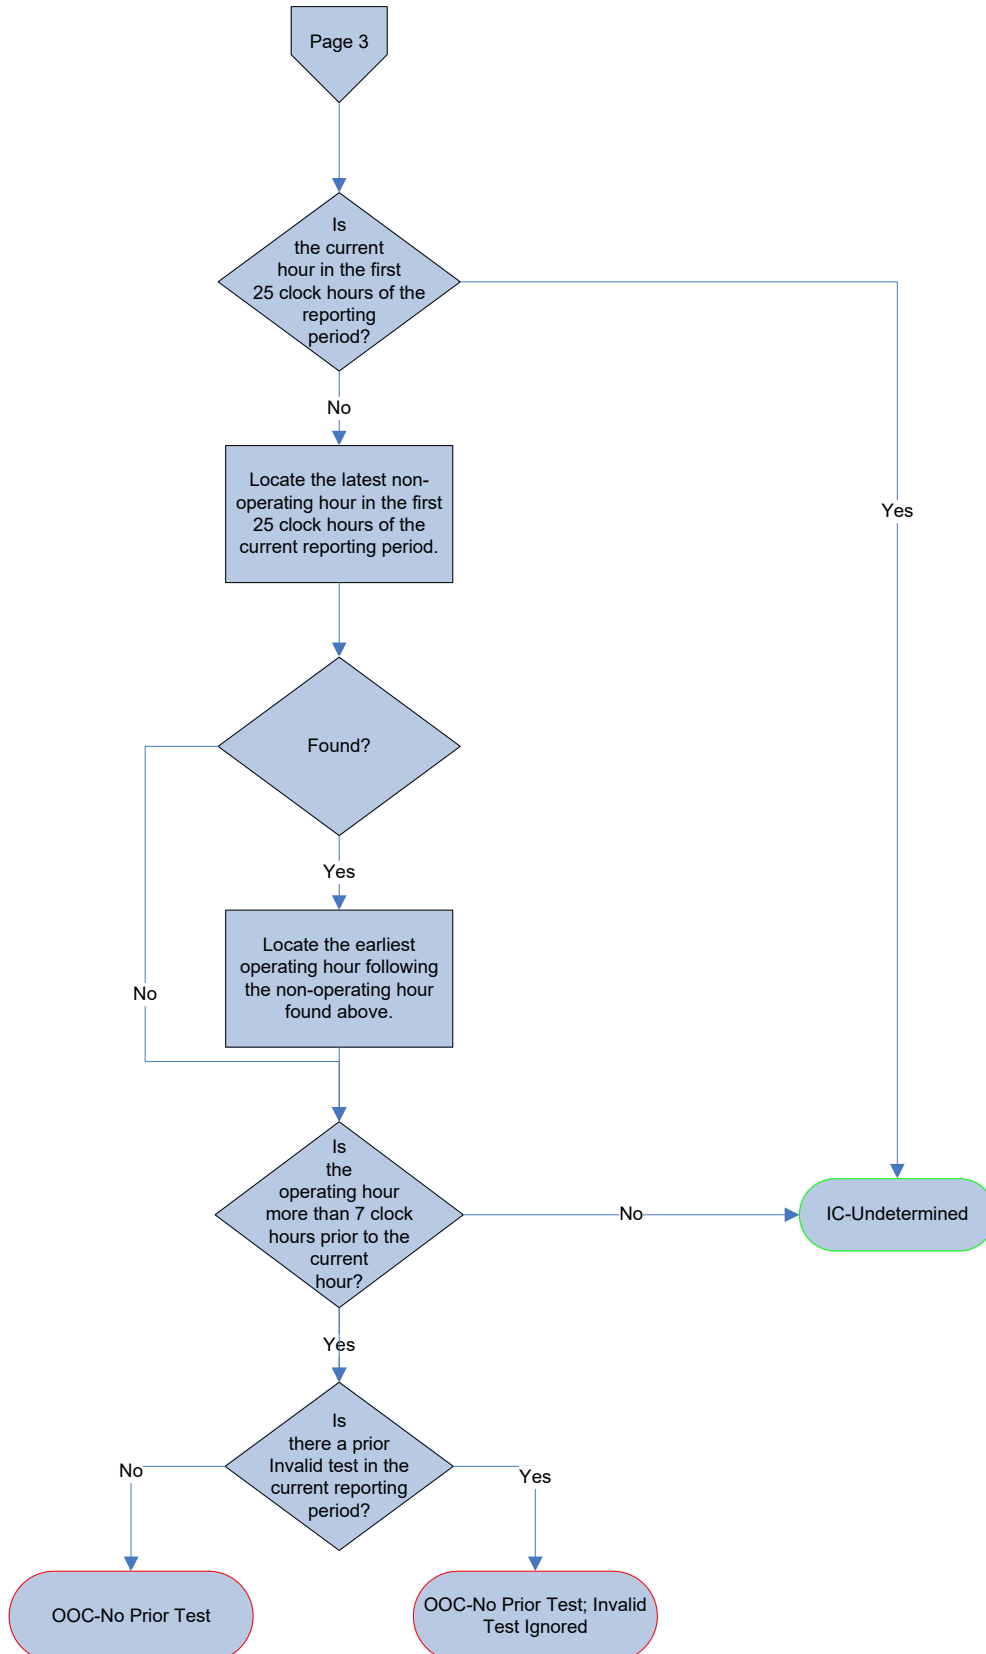 Page 3
Is
the current
hour in the first
25 clock hours of the
reporting
period?
No
Locate the latest non-
operating hour in the first
25 clock hours of the
current reporting period.
Yes
Found?
Yes
Locate the earliest
operating hour following
the non-operating hour
found above.
No
Is
the
operating hour
more than 7 clock
hours prior to the
current
hour?
No
IC-Undetermined
Yes
Is
there a prior
Invalid test in the
current reporting
period?
No
Yes
OOC-No Prior Test
OOC-No Prior Test; Invalid
Test Ignored